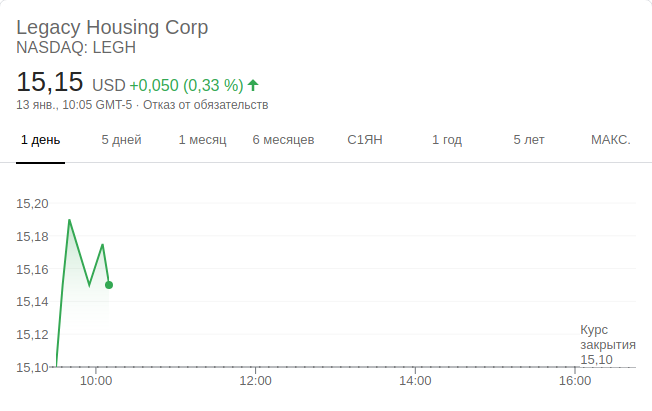 Legacy Housing Corp
NASDAQ: LEGH
15,15 USD +0,050 (0,33 %)
13 янв., 10:05 GMT-5 · Отказ от обязательств
1 день 5 дней 1 месяц 6 месяцев С1ЯН 1 год 5 лет МАКС.
15,20
15,18
15,16
15,14
15,12
15,10
Курс
закрытия
15,10
10:00 12:00 14:00 16:00